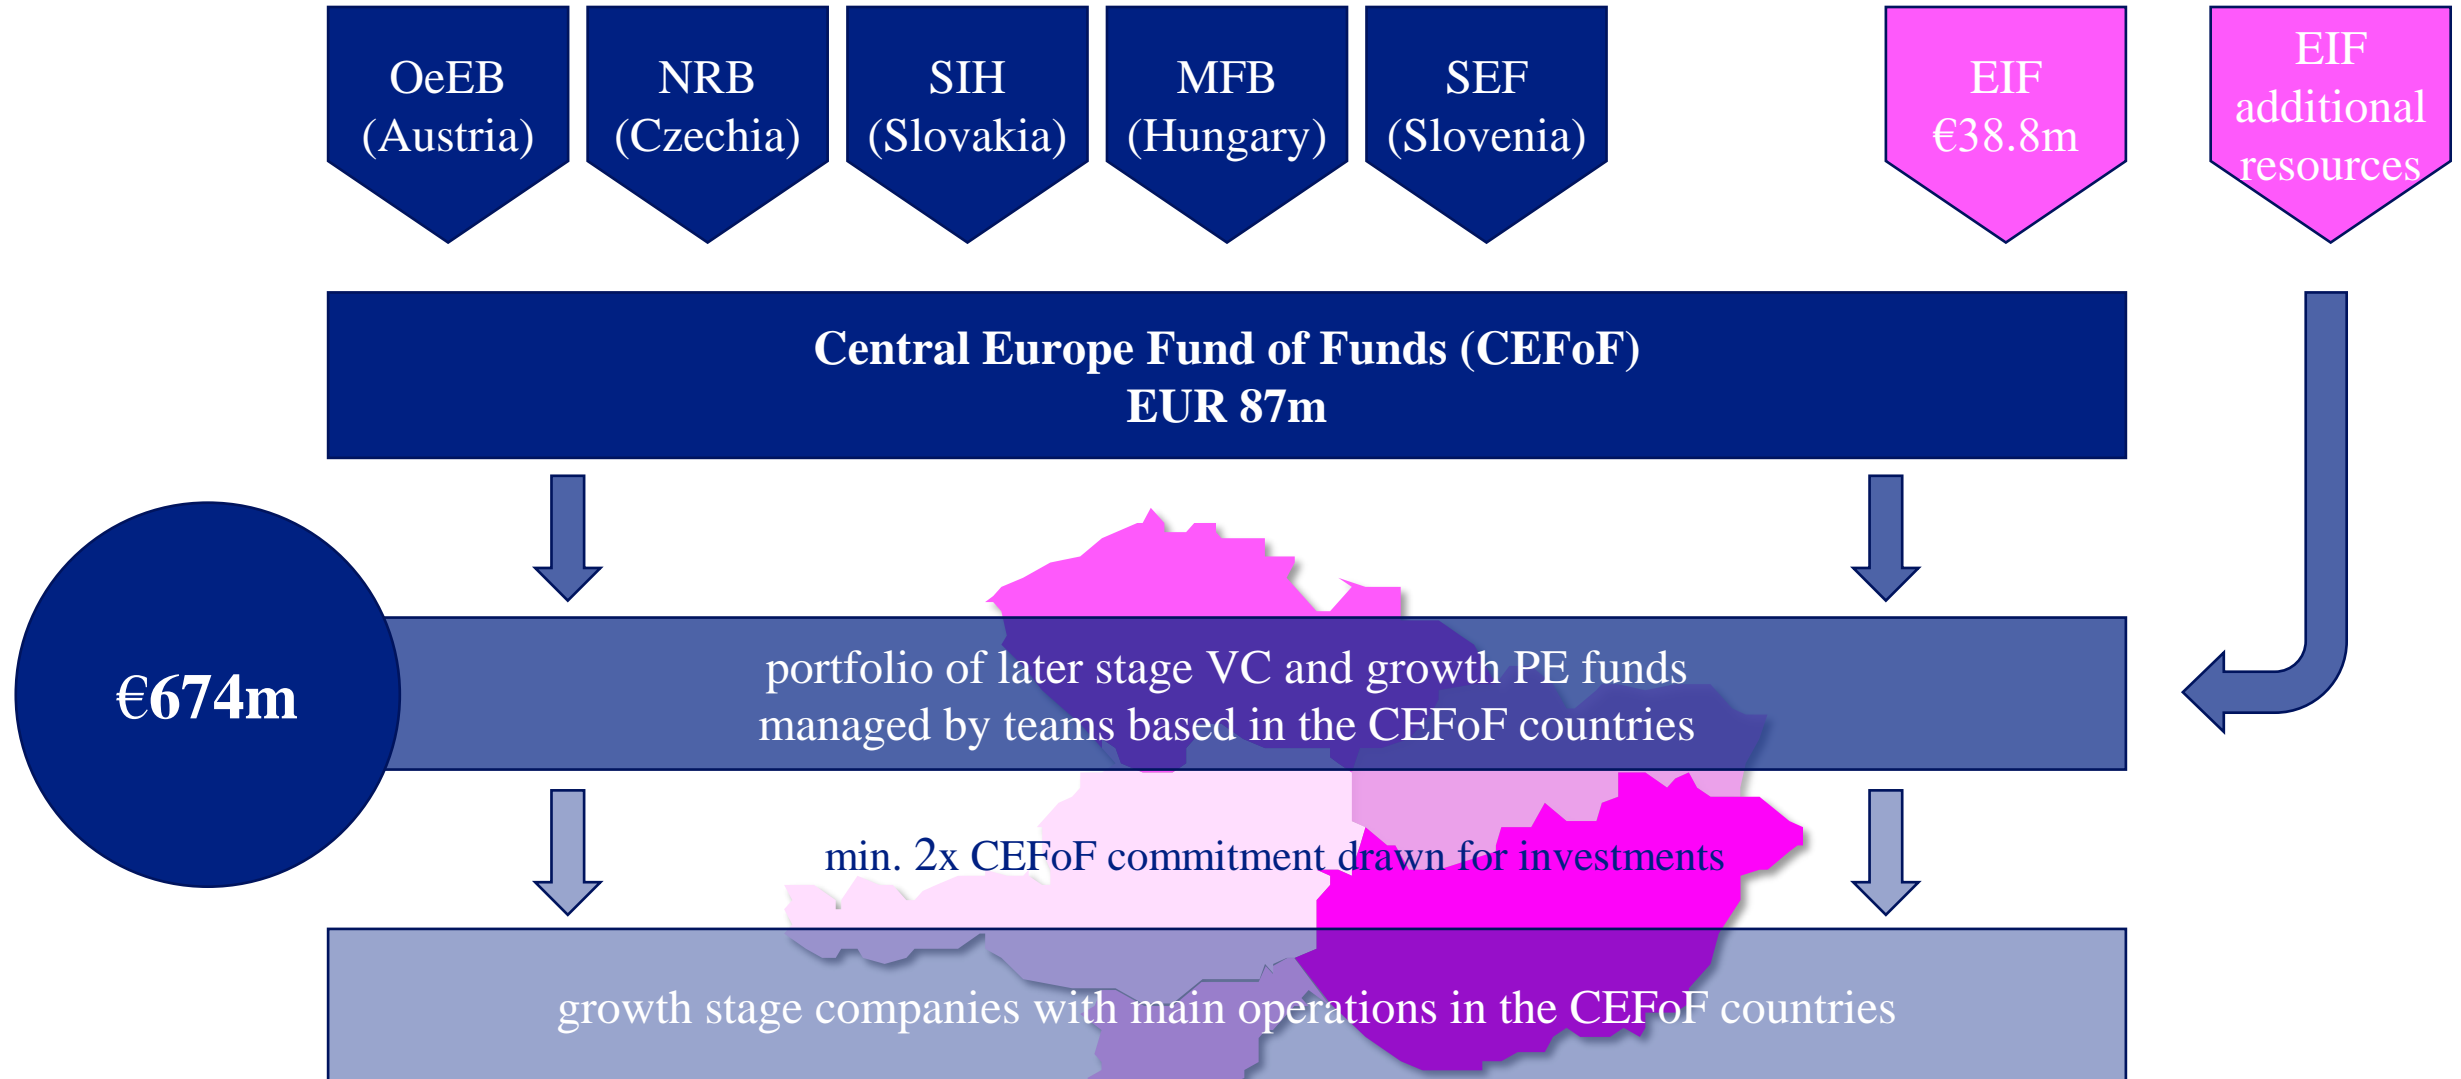 OeEB
(Austria)
NRB
(Czechia)
SIH
(Slovakia)
MFB
(Hungary)
SEF
(Slovenia)
EIF
€38.8m
EIF
additional
resources
Central Europe Fund of Funds (CEFoF)
EUR 87m
€674m
portfolio of later stage VC and growth PE funds
managed by teams based in the CEFoF countries
min. 2x CEFoF commitment drawn for investments
growth stage companies with main operations in the CEFoF countries